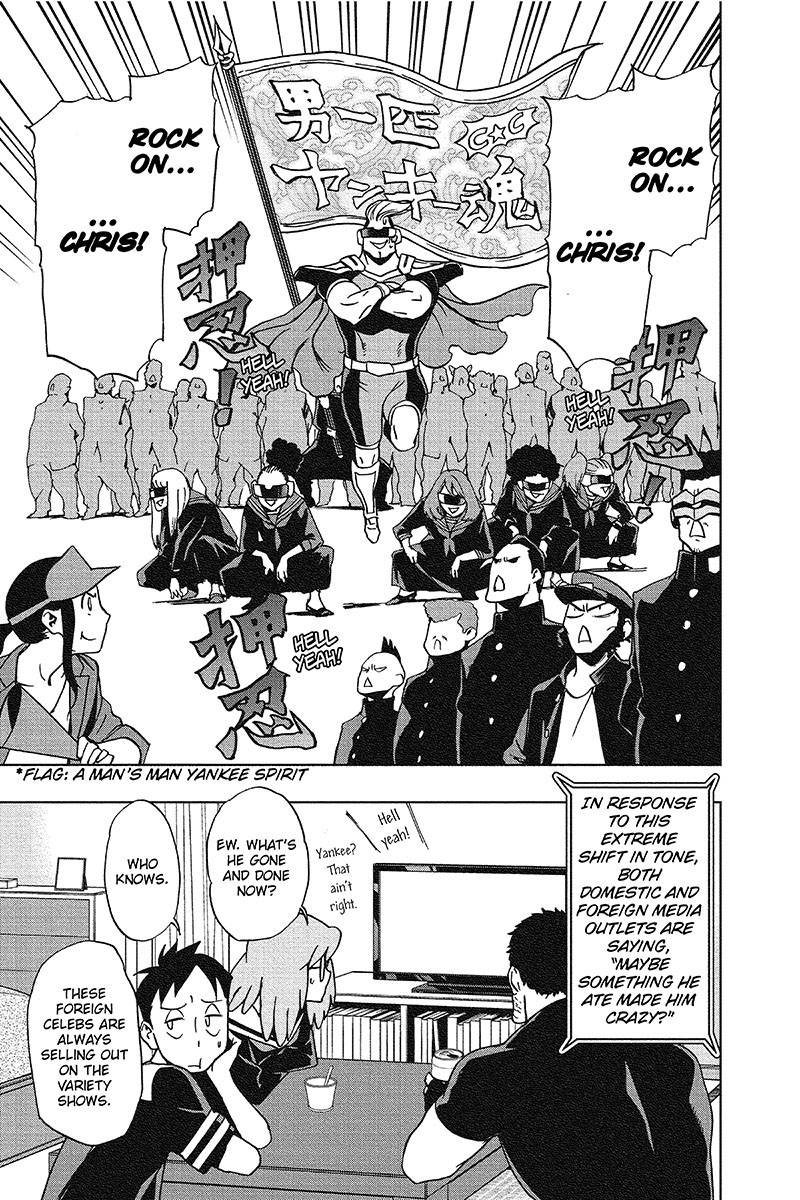 ROCK
ON...
...
CHRIS!
男一匹
C☆C
ヤンキー魂
ROCK
ON...
...
CHRIS!
押忍!
HELL
YEAH!
押忍!
HELL
YEAH!
押忍!
HELL
YEAH!
*FLAG: A MAN'S MAN YANKEE SPIRIT
IN RESPONSE
TO THIS
EXTREME
SHIFT IN TONE,
BOTH
DOMESTIC AND
FOREIGN MEDIA
OUTLETS ARE
SAYING,
"MAYBE
SOMETHING HE
ATE MADE HIM
CRAZY?"
Hell
yeah!
Yankee?
That
ain't
right.
EW. WHAT'S
HE GONE
AND DONE
NOW?
WHO
KNOWS.
THESE
FOREIGN
CELEBS ARE
ALWAYS
SELLING OUT
ON THE
VARIETY
SHOWS.